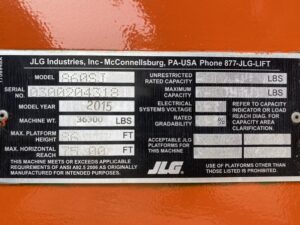 JLG Industries, Inc - McConnellsburg, PA-USA Phone 877-JLG-LIFT
MODEL 860SJ
SERIAL NO. 0300204318
MODEL YEAR 2015
MACHINE WT.
MAX. PLATFORM HEIGHT 86 FT
MAX. HORIZONTAL REACH FT
THIS MACHINE MEETS OR EXCEEDS APPLICABLE
REQUIREMENTS OF ANSI A92.5 2006 AS ORIGINALLY
MANUFACTURED FOR INTENDED PURPOSES.
UNRESTRICTED RATED CAPACITY LBS
MAXIMUM CAPACITY LBS
ELECTRICAL SYSTEMS VOLTAGE
RATED GRADEABILITY %
REFER TO CAPACITY
INDICATOR OR LOAD
REACH DIAG. FOR
CAPACITY AREA
CLARIFICATION.
ACCEPTABLE JLG PLATFORMS FOR THIS MACHINE
JLG
USE OF PLATFORMS OTHER THAN
THOSE LISTED IS PROHIBITED.